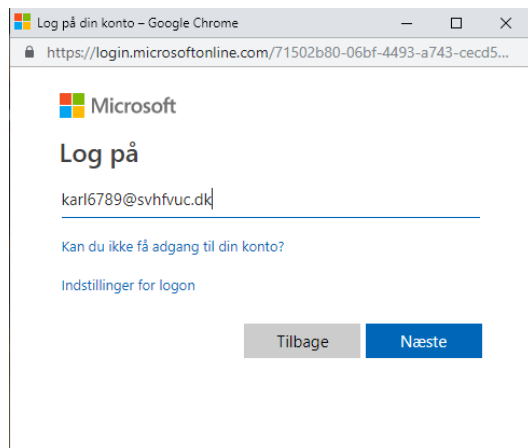 Log på din konto – Google Chrome
https://login.microsoftonline.com/71502b80-06bf-4493-a743-cecd5...
Microsoft
Log på
karl6789@svhfvuc.dk
Kan du ikke få adgang til din konto?
Indstillinger for logon
Tilbage Næste